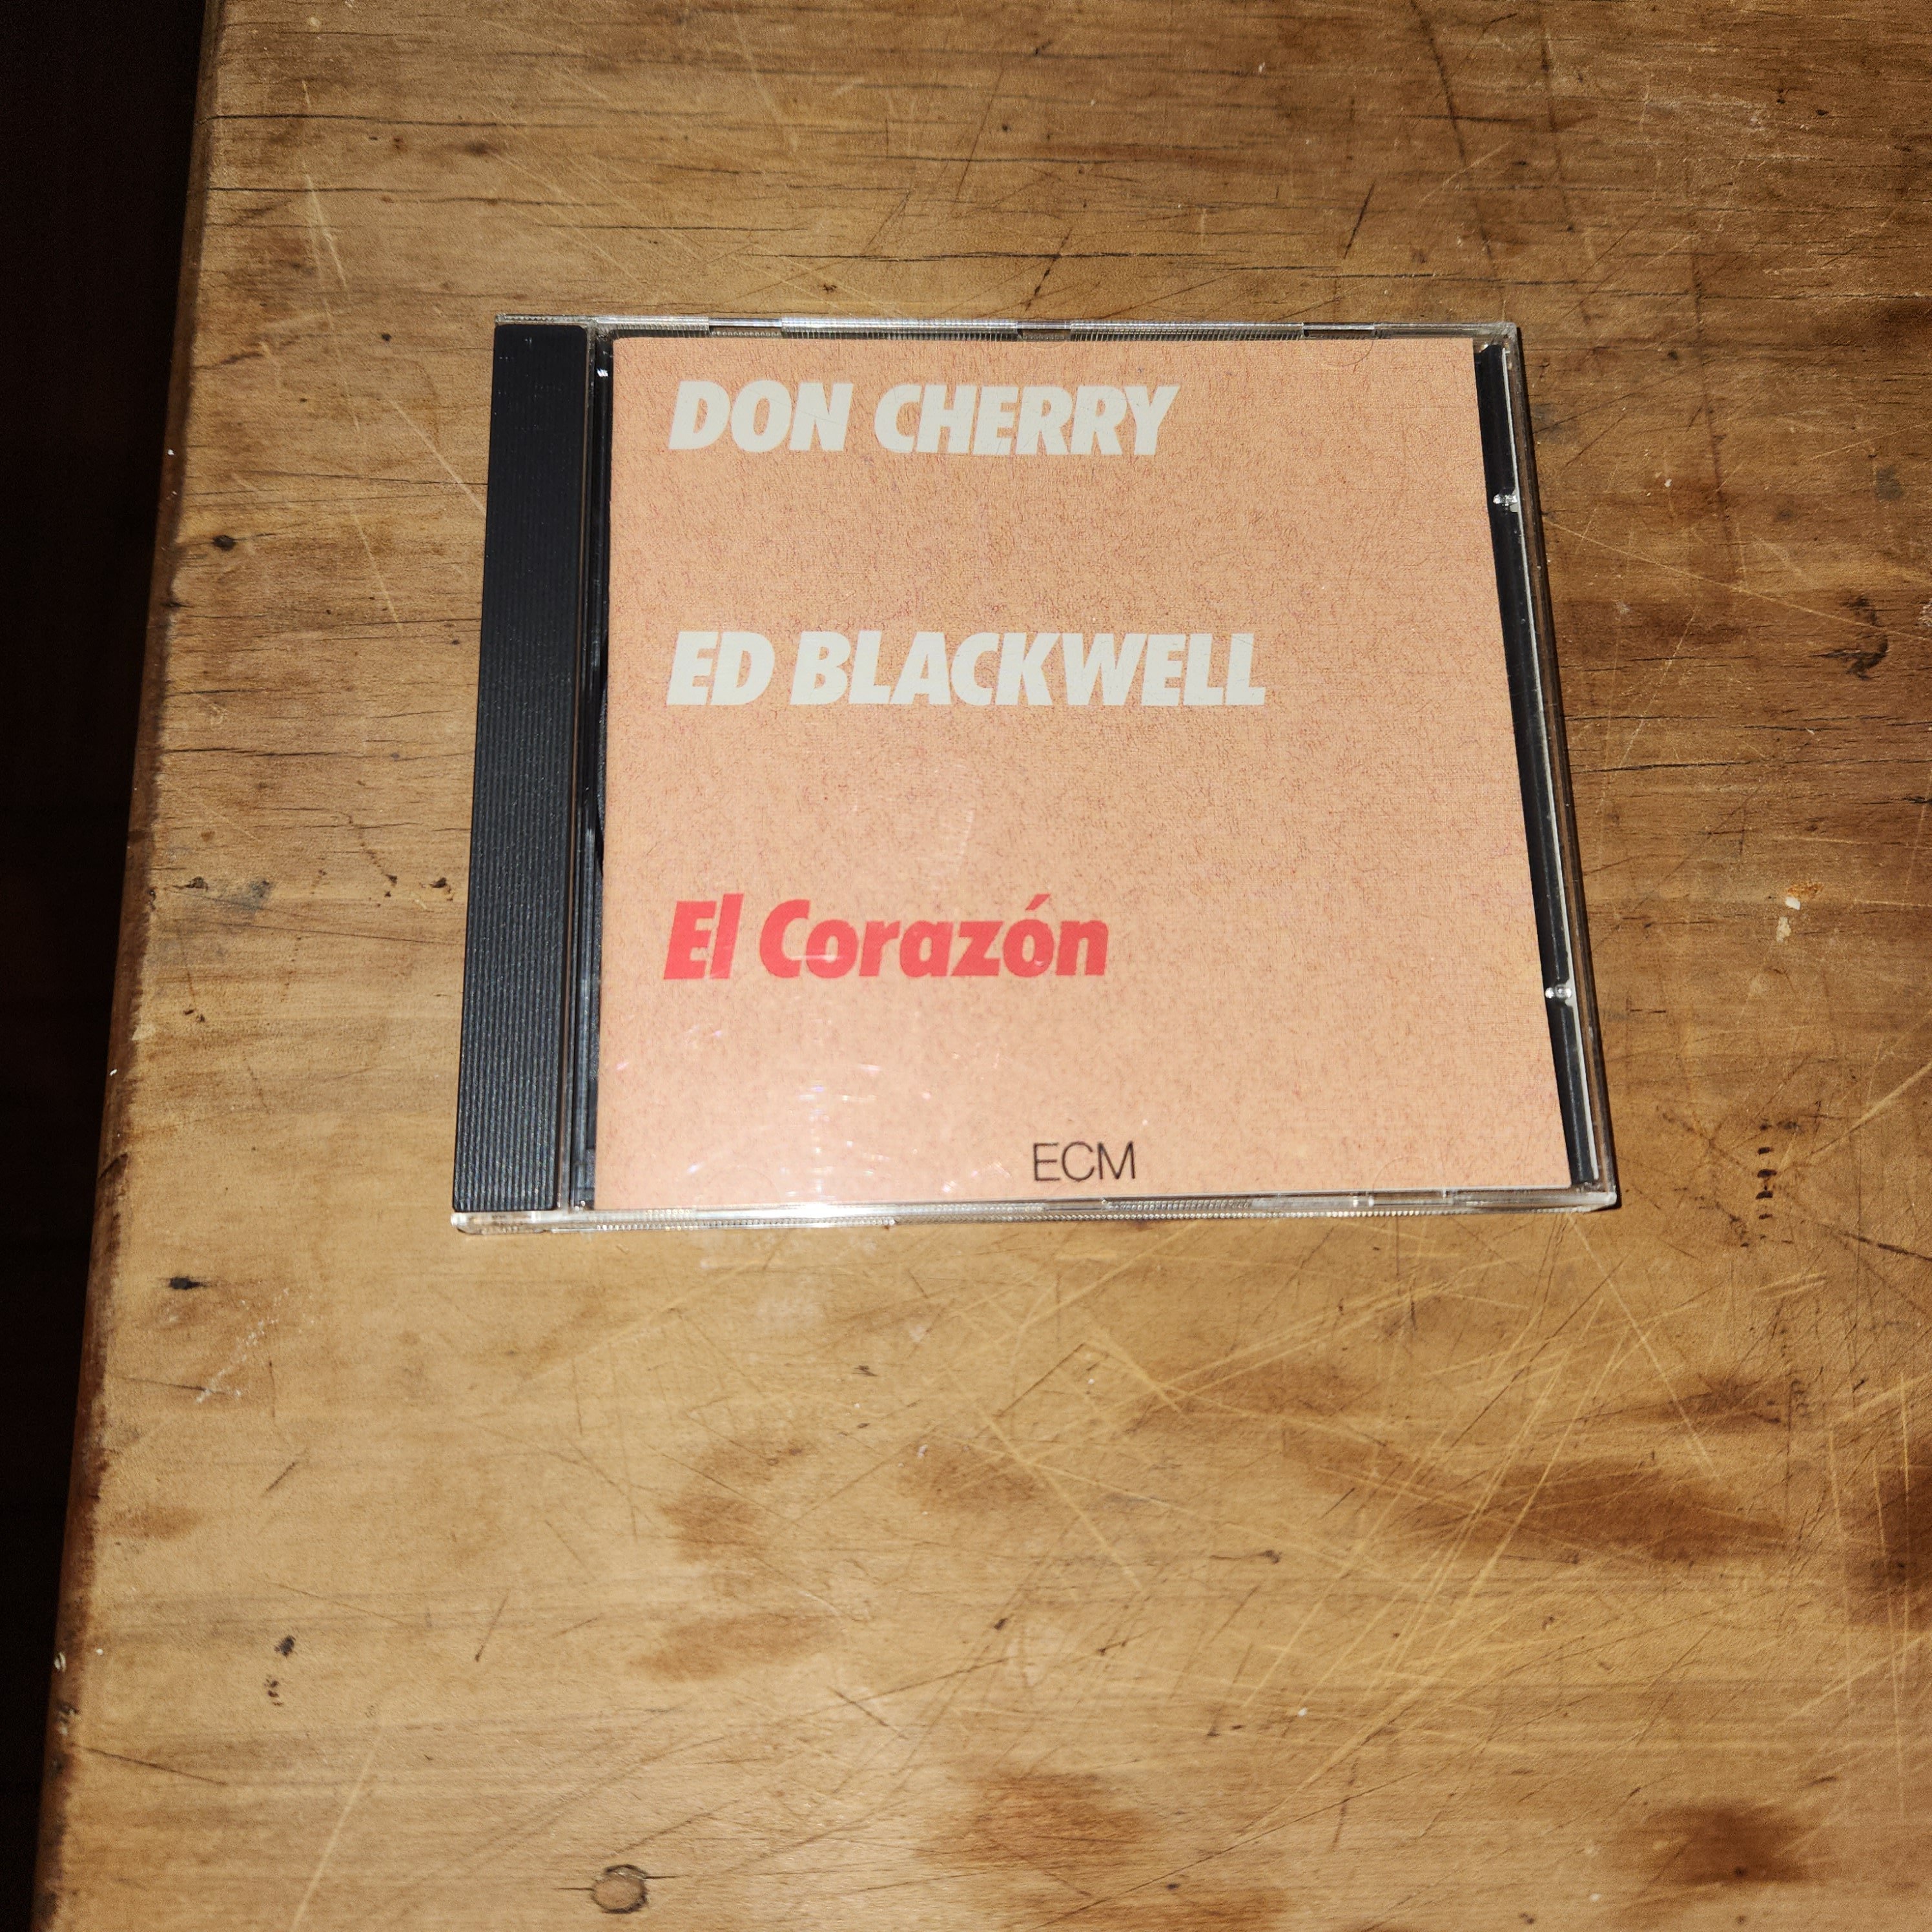 DON CHERRY
ED BLACKWELL
El Corazón
ECM